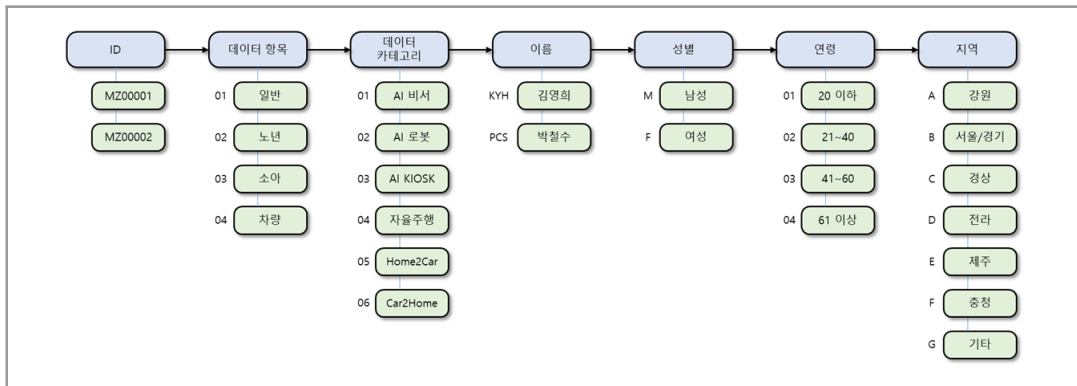 ID
데이터 항목
데이터
카테고리
이름
성별
연령
지역
MZ00001
MZ00002
01 일반
02 노년
03 소아
04 차량
01 AI 비서
02 AI 로봇
03 AI KIOSK
04 자율주행
05 Home2Car
06 Car2Home
KYH 김영희
PCS 박철수
M 남성
F 여성
01 20 이하
02 21~40
03 41~60
04 61 이상
A 강원
B 서울/경기
C 경상
D 전라
E 제주
F 충청
G 기타